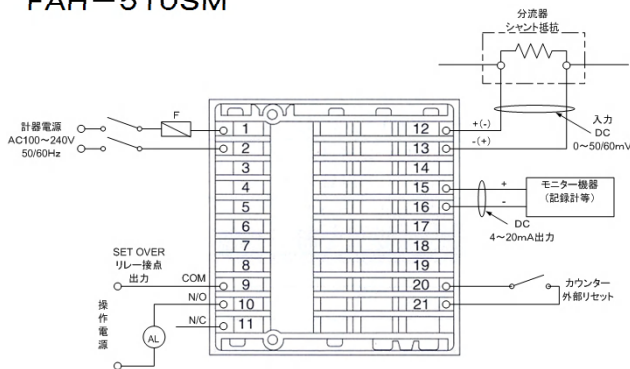 FAH-510SM
分流器
シャント抵抗
計器電源
AC100~240V
50/60Hz
F
1
2
3
4
5
6
7
8
9
10
11
12
13
14
15
16
17
18
19
20
21
+(-)
-(+)
入力
DC
0~50/60mV
+
-
モニター機器
(記録計等)
DC
4~20mA出力
SET OVER
リレー接点
出力
COM
N/O
N/C
操作電源
AL
カウンター
外部リセット